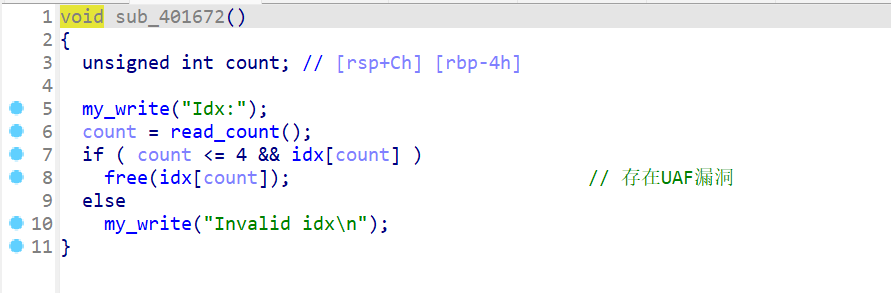 1 void sub_401672()
2 {
3 unsigned int count; // [rsp+Ch] [rbp-4h]
4
5 my_write("Idx:");
6 count = read_count();
7 if ( count <= 4 && idx[count] )
8 free(idx[count]); // 存在UAF漏洞
9 else
10 my_write("Invalid idx\n");
11 }